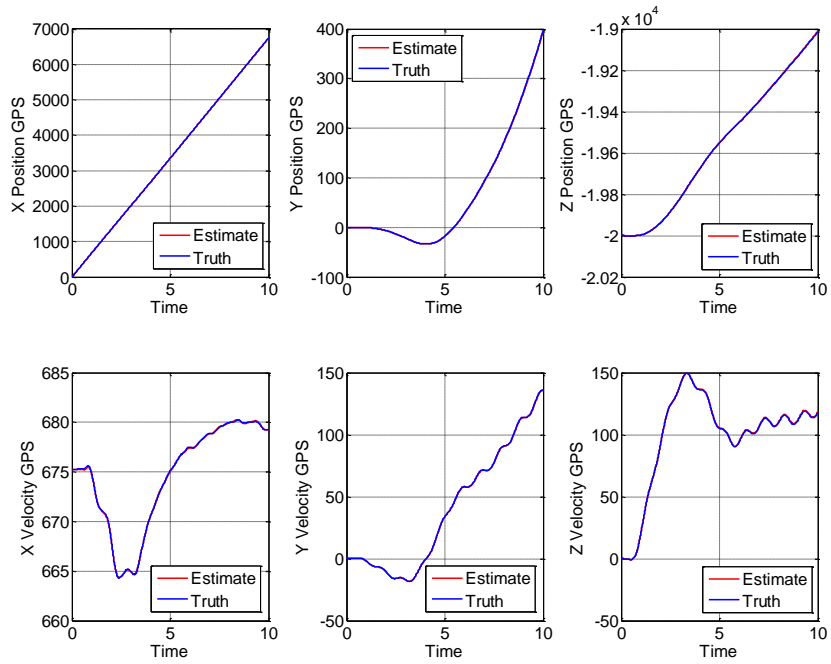 7000
6000
5000
4000
3000
2000
1000
0
X Position GPS
0 5 10
Time
Estimate
Truth
400
300
200
100
0
-100
Y Position GPS
0 5 10
Time
Estimate
Truth
x 10^4
-1.9
-1.92
-1.94
-1.96
-1.98
-2
-2.02
Z Position GPS
0 5 10
Time
Estimate
Truth
685
680
675
670
665
660
X Velocity GPS
0 5 10
Time
Estimate
Truth
150
100
50
0
-50
Y Velocity GPS
0 5 10
Time
Estimate
Truth
150
100
50
0
-50
Z Velocity GPS
0 5 10
Time
Estimate
Truth